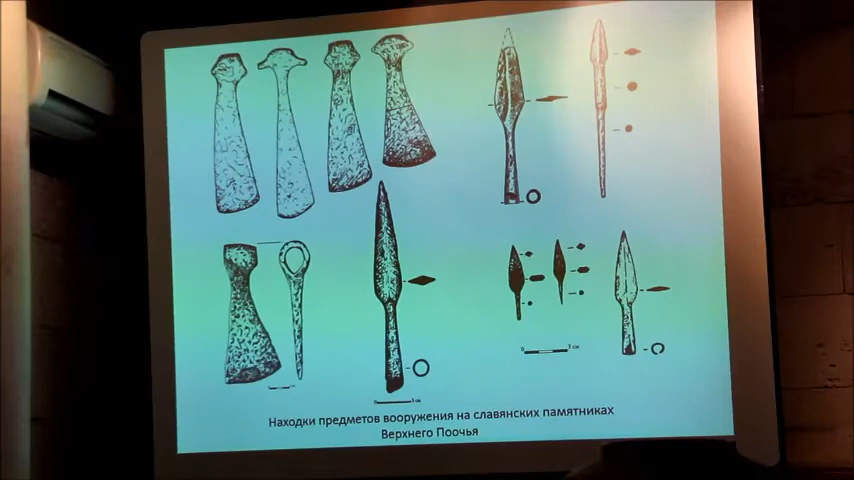 Находки предметов вооружения на славянских памятниках
Верхнего Поочья